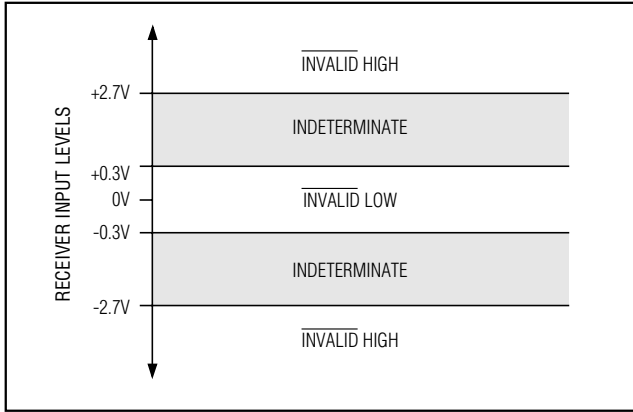 INVALID HIGH
+2.7V
INDETERMINATE
+0.3V
0V
INVALID LOW
-0.3V
INDETERMINATE
-2.7V
INVALID HIGH
RECEIVER INPUT LEVELS